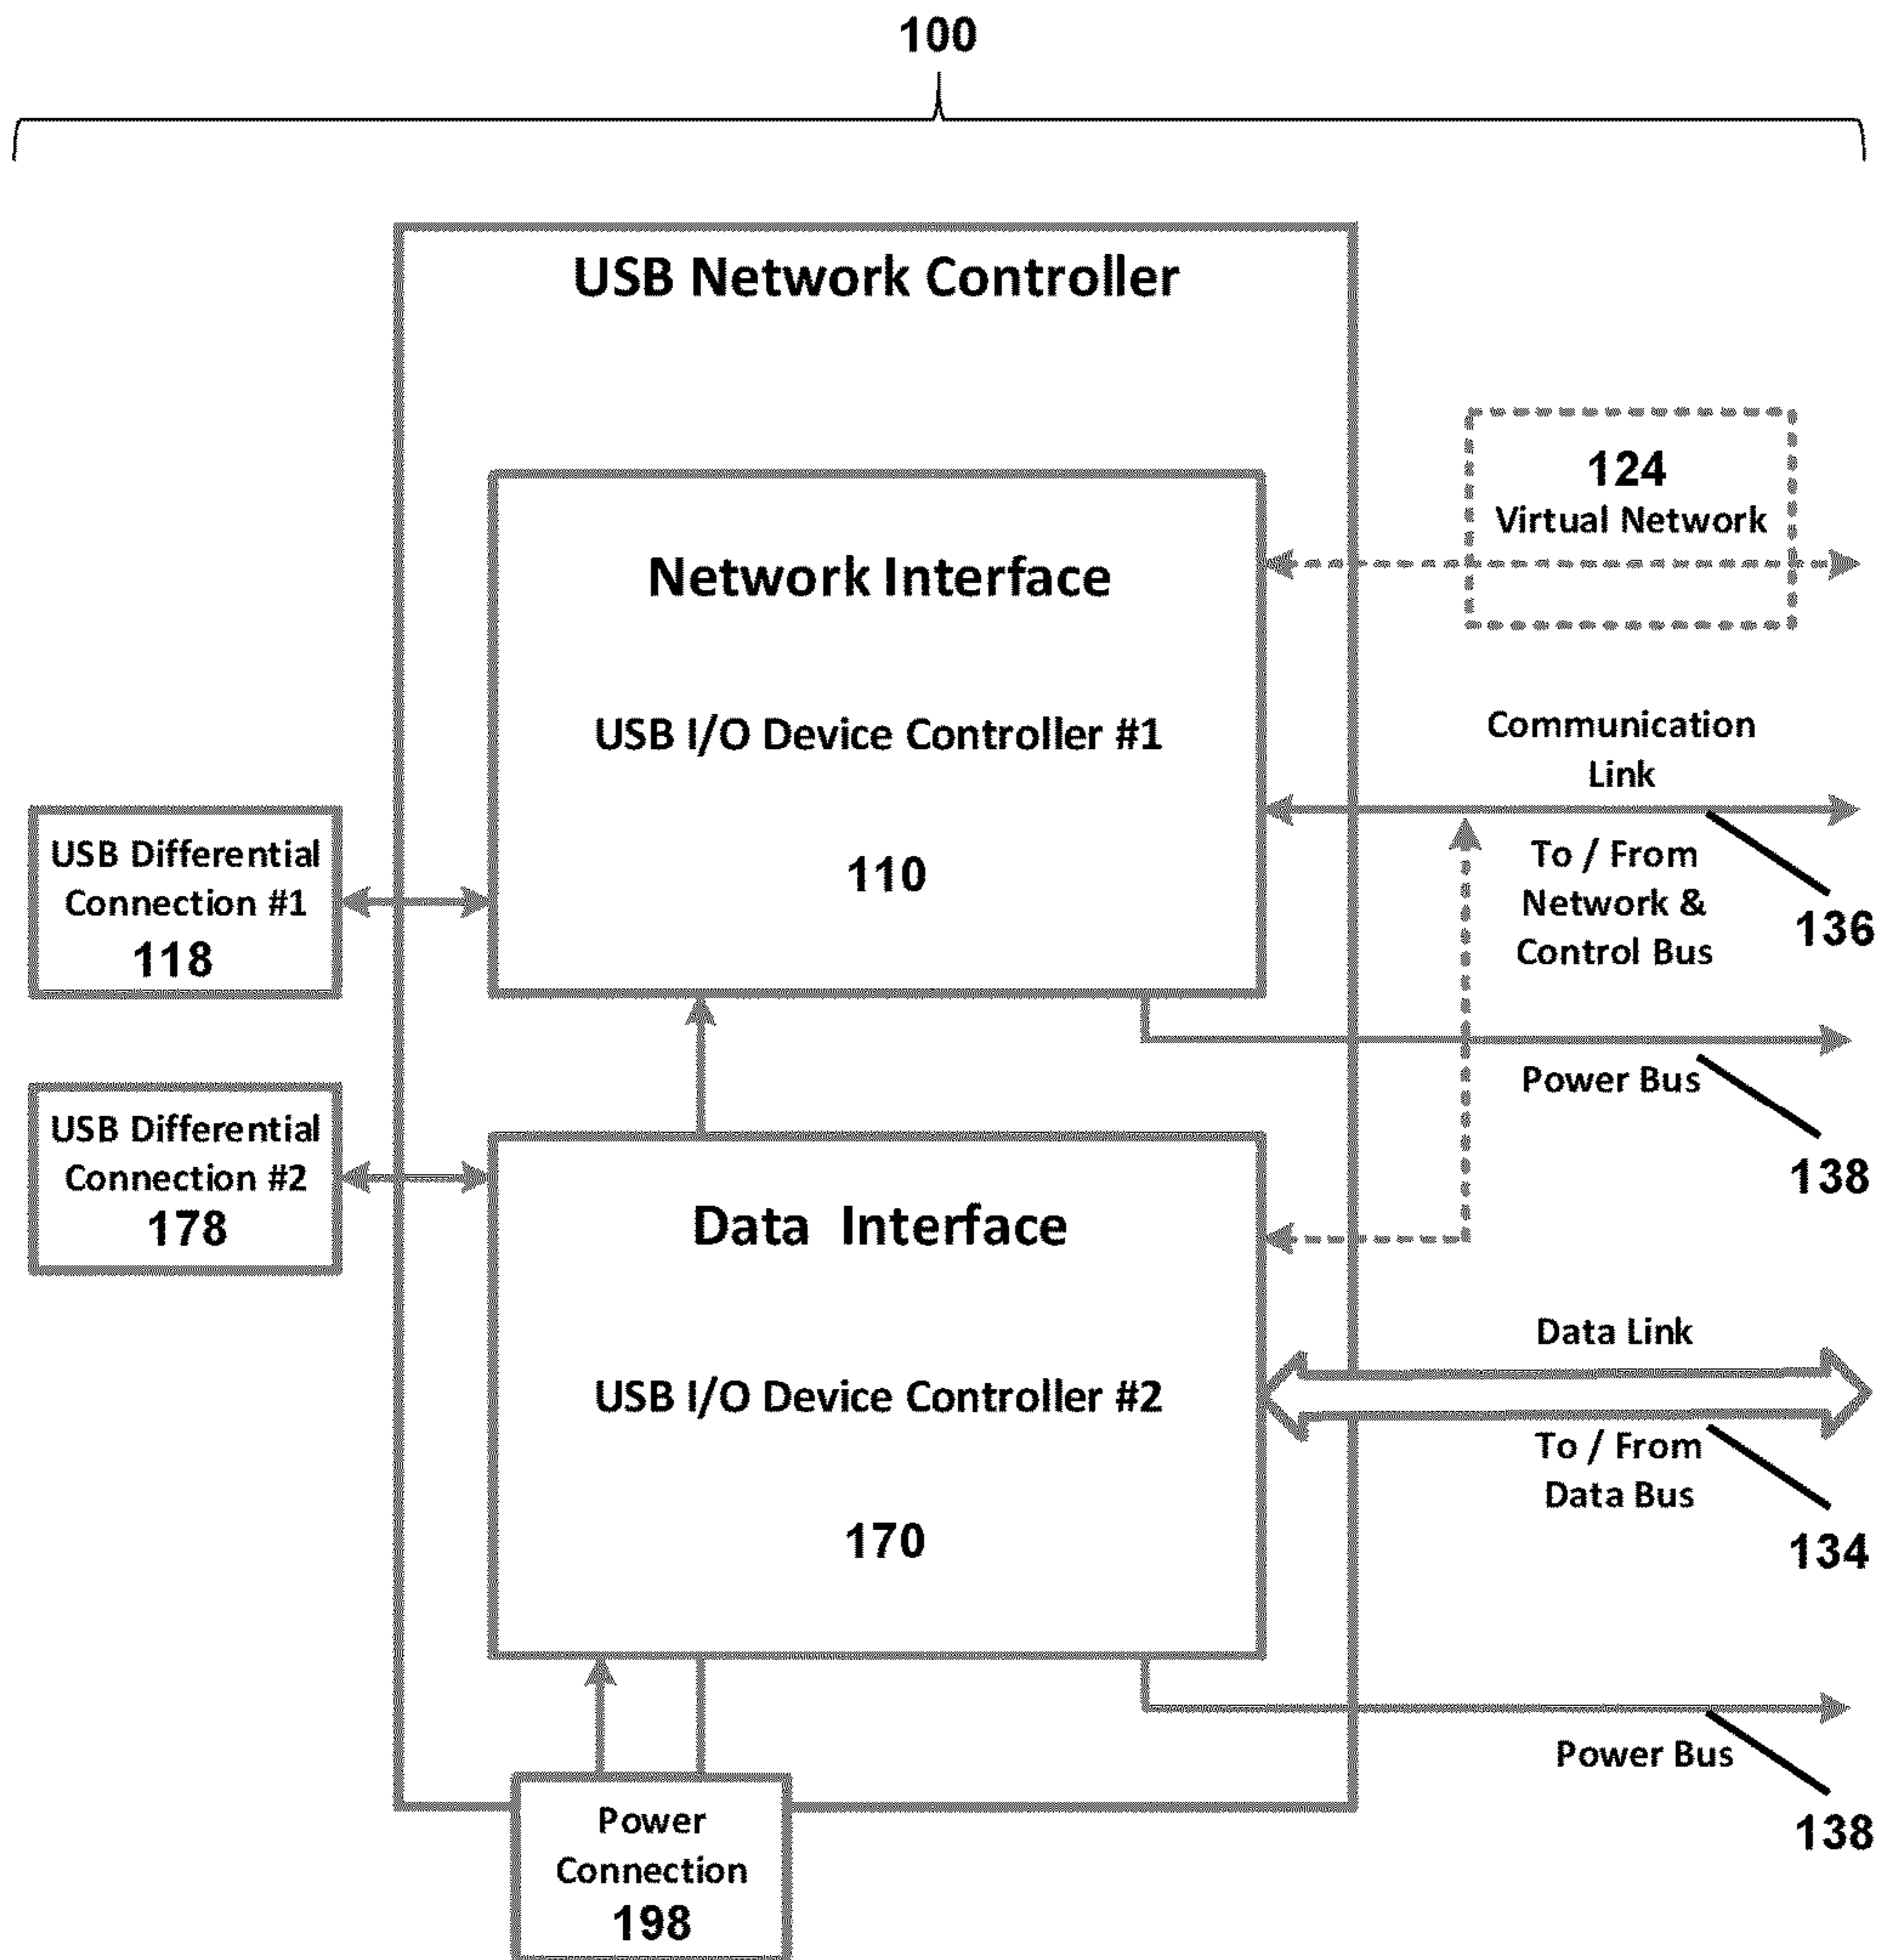 100
USB Network Controller
124
Virtual Network
Network Interface
USB I/O Device Controller #1
110
Communication
Link
To / From
Network &
Control Bus
136
USB Differential
Connection #1
118
Power Bus
138
USB Differential
Connection #2
178
Data Interface
USB I/O Device Controller #2
170
Data Link
To / From
Data Bus
134
Power Bus
138
Power
Connection
198